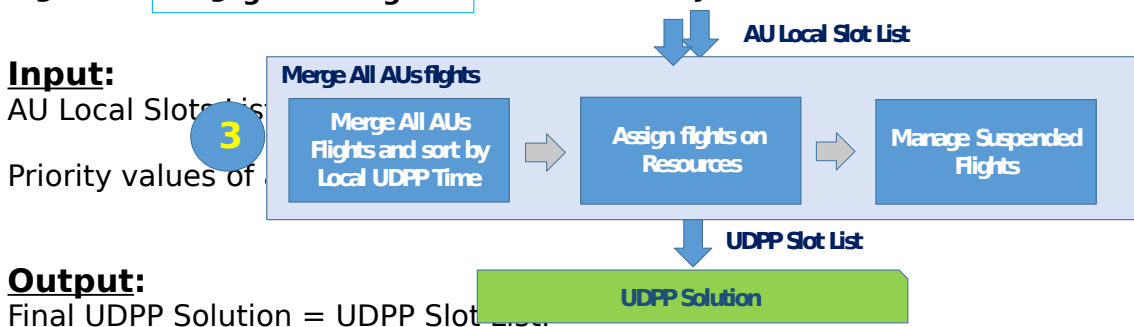 AU Local Slot List
Input:
Merge All AUs flights
AU Local Slots
3
Merge All AUs
Flights and sort by
Local UDPP Time
Assign flights on
Resources
Manage Suspended
Flights
Priority values of
UDPP Slot List
Output:
UDPP Solution
Final UDPP Solution = UDPP Slot